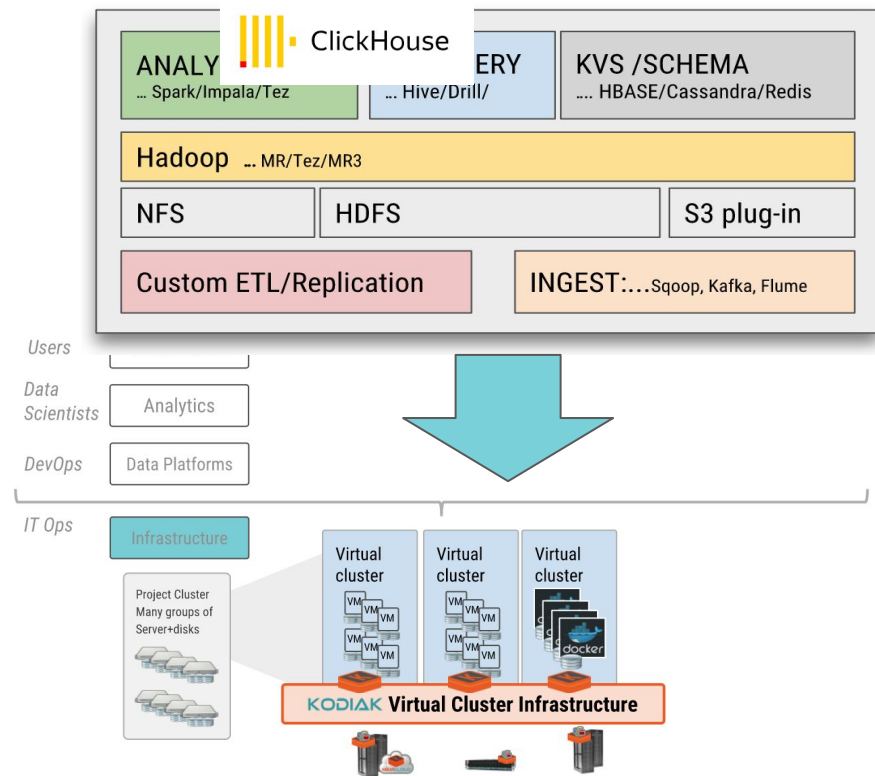 ClickHouse
ANALY
... Spark/Impala/Tez
ERY
... Hive/Drill/
KVS /SCHEMA
.... HBASE/Cassandra/Redis
Hadoop ... MR/Tez/MR3
NFS
HDFS
S3 plug-in
Custom ETL/Replication
INGEST:...Sqoop, Kafka, Flume
Users
Data
Scientists
Analytics
DevOps
Data Platforms
IT Ops
Infrastructure
Project Cluster
Many groups of
Server+disks
Virtual
cluster
VM
VM
VM
VM
VM
VM
Virtual
cluster
VM
VM
VM
VM
VM
VM
Virtual
cluster
docker
KODIAK Virtual Cluster Infrastructure